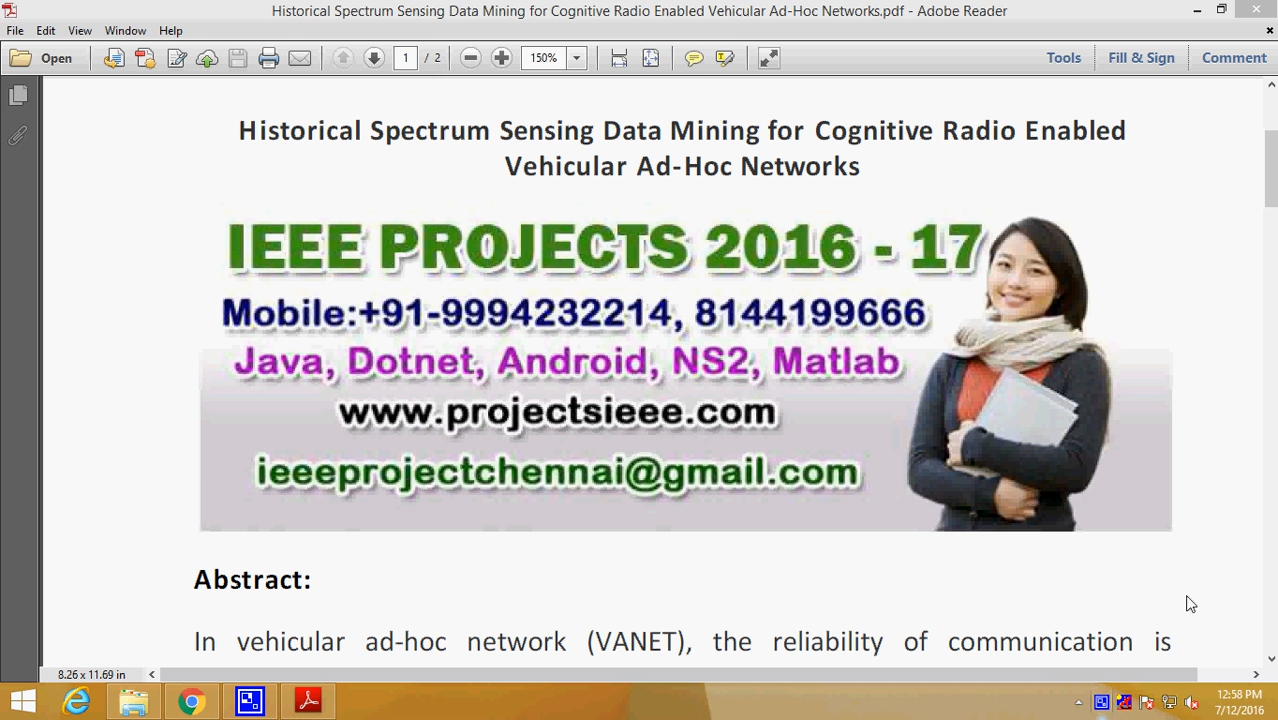 Historical Spectrum Sensing Data Mining for Cognitive Radio Enabled Vehicular Ad-Hoc Networks.pdf - Adobe Reader
File Edit View Window Help
Open 1 / 2 150% Tools Fill & Sign Comment
Historical Spectrum Sensing Data Mining for Cognitive Radio Enabled
Vehicular Ad-Hoc Networks
IEEE PROJECTS 2016 - 17
Mobile:+91-9994232214, 8144199666
Java, Dotnet, Android, NS2, Matlab
www.projectsieee.com
ieeeprojectchennai@gmail.com
Abstract:
In vehicular ad-hoc network (VANET), the reliability of communication is
8.26 x 11.69 in
12:58 PM
7/12/2016